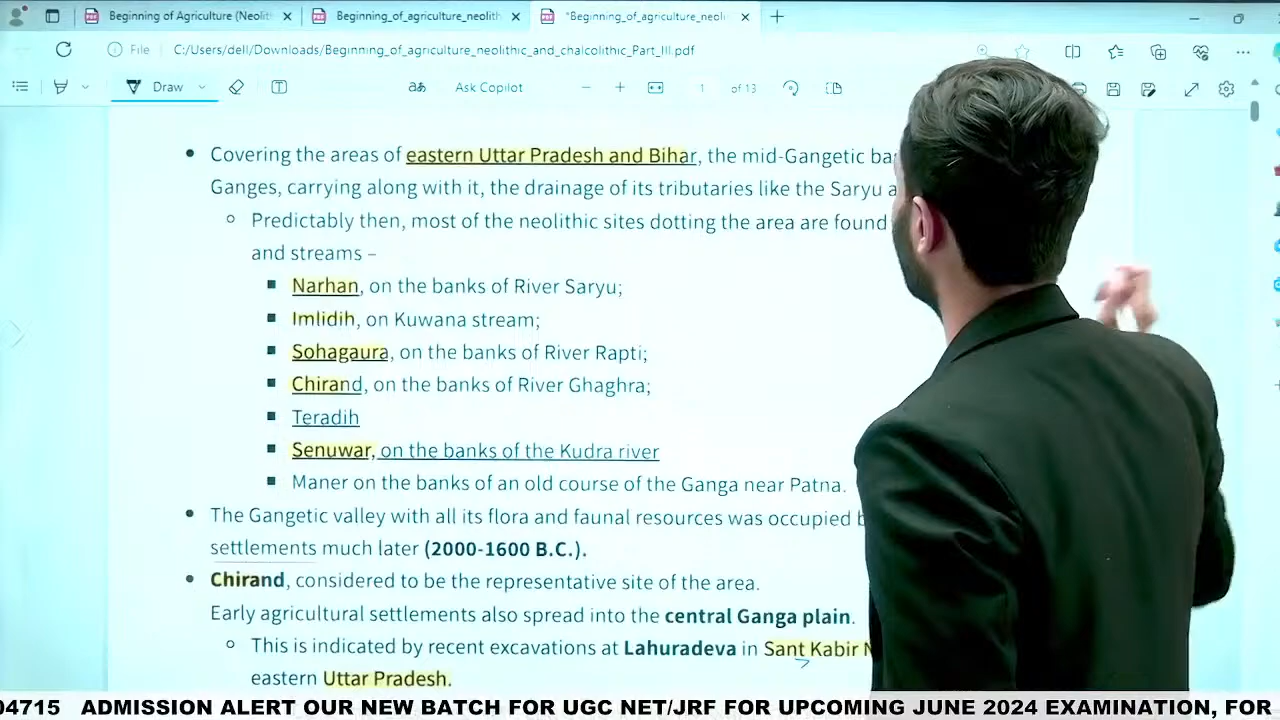 Beginning of Agriculture (Neolit
Beginning_of_agriculture_neolith
*Beginning_of_agriculture_neoli
File C:/Users/dell/Downloads/Beginning_of_agriculture_neolithic_and_chalcolithic_Part_III.pdf
Draw
aあ
Ask Copilot
1 of 13
Covering the areas of eastern Uttar Pradesh and Bihar, the mid-Gangetic
Ganges, carrying along with it, the drainage of its tributaries like the Saryu
Predictably then, most of the neolithic sites dotting the area are found
and streams –
Narhan, on the banks of River Saryu;
Imlidih, on Kuwana stream;
Sohagaura, on the banks of River Rapti;
Chirand, on the banks of River Ghaghra;
Teradih
Senuwar, on the banks of the Kudra river
Maner on the banks of an old course of the Ganga near Patna.
The Gangetic valley with all its flora and faunal resources was occupied
settlements much later (2000-1600 B.C.).
Chirand, considered to be the representative site of the area.
Early agricultural settlements also spread into the central Ganga plain.
This is indicated by recent excavations at Lahuradeva in Sant Kabir N
eastern Uttar Pradesh.
04715 ADMISSION ALERT OUR NEW BATCH FOR UGC NET/JRF FOR UPCOMING JUNE 2024 EXAMINATION, FOR